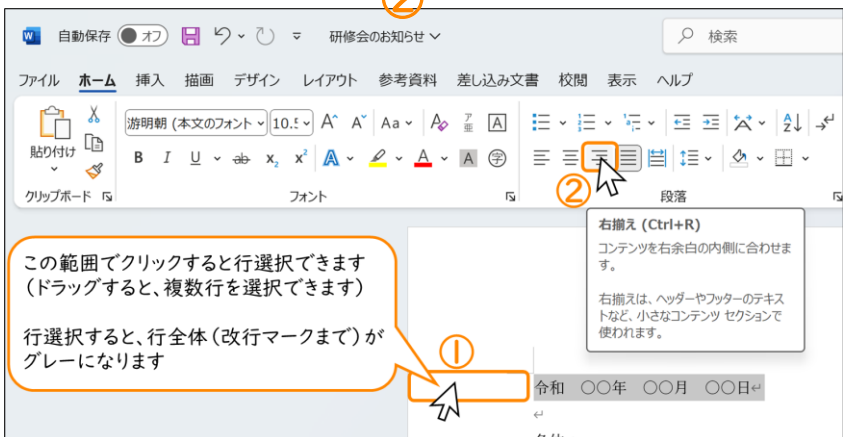 ②
自動保存 オフ 研修会のお知らせ 検索
ファイル ホーム 挿入 描画 デザイン レイアウト 参考資料 差し込み文書 校閲 表示 ヘルプ
貼り付け
游明朝 (本文のフォント 10.5 A^ Aˇ Aa A ア亜 A
B I U ab x₂ x² A A A 字
クリップボード フォント 段落
②
右揃え (Ctrl+R)
コンテンツを右余白の内側に合わせま
す。
右揃えは、ヘッダーやフッターのテキス
トなど、小さなコンテンツ セクションで
使われます。
この範囲でクリックすると行選択できます
（ドラッグすると、複数行を選択できます）
行選択すると、行全体（改行マークまで）が
グレーになります
①
令和　〇〇年　〇〇月　〇〇日↵
↵